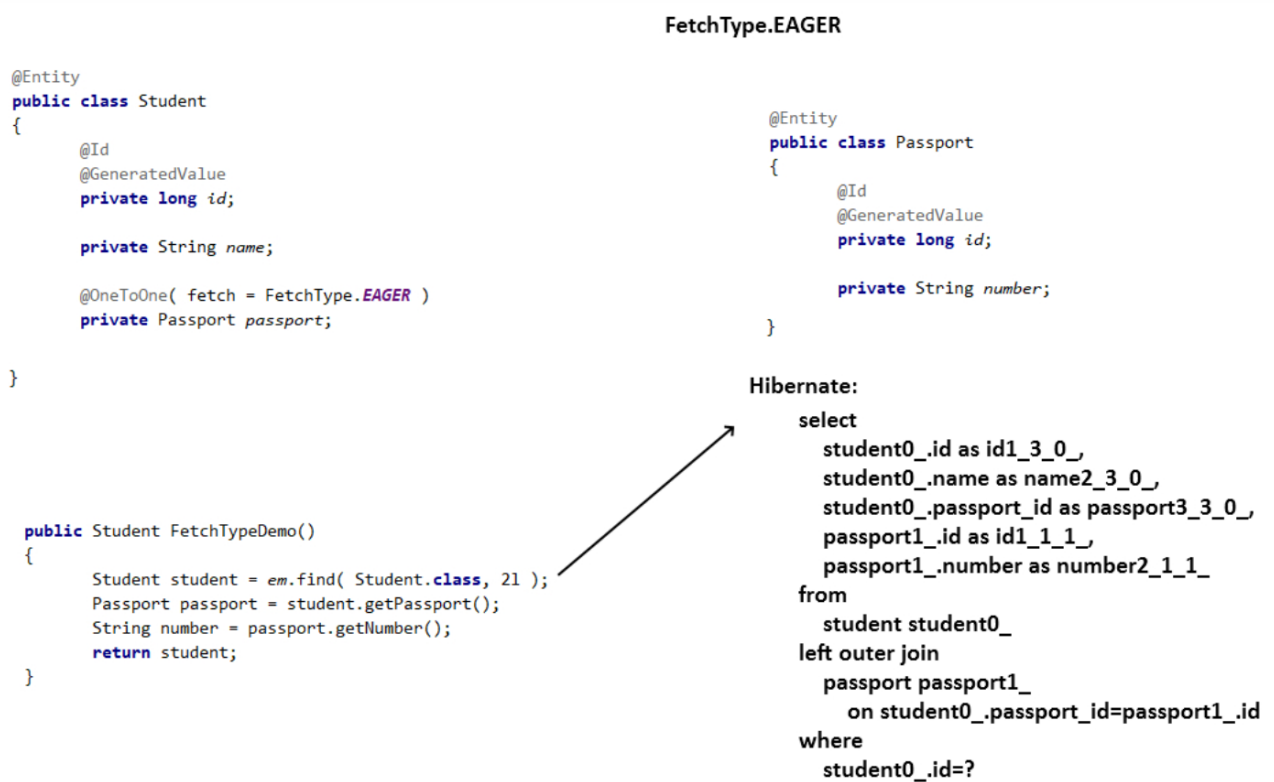 FetchType.EAGER
@Entity
public class Student
{
@Id
@GeneratedValue
private long id;
private String name;
@OneToOne( fetch = FetchType.EAGER )
private Passport passport;
}
@Entity
public class Passport
{
@Id
@GeneratedValue
private long id;
private String number;
}
public Student FetchTypeDemo()
{
Student student = em.find( Student.class, 2l );
Passport passport = student.getPassport();
String number = passport.getNumber();
return student;
}
Hibernate:
select
student0_.id as id1_3_0_,
student0_.name as name2_3_0_,
student0_.passport_id as passport3_3_0_,
passport1_.id as id1_1_1_,
passport1_.number as number2_1_1_
from
student student0_
left outer join
passport passport1_
on student0_.passport_id=passport1_.id
where
student0_.id=?